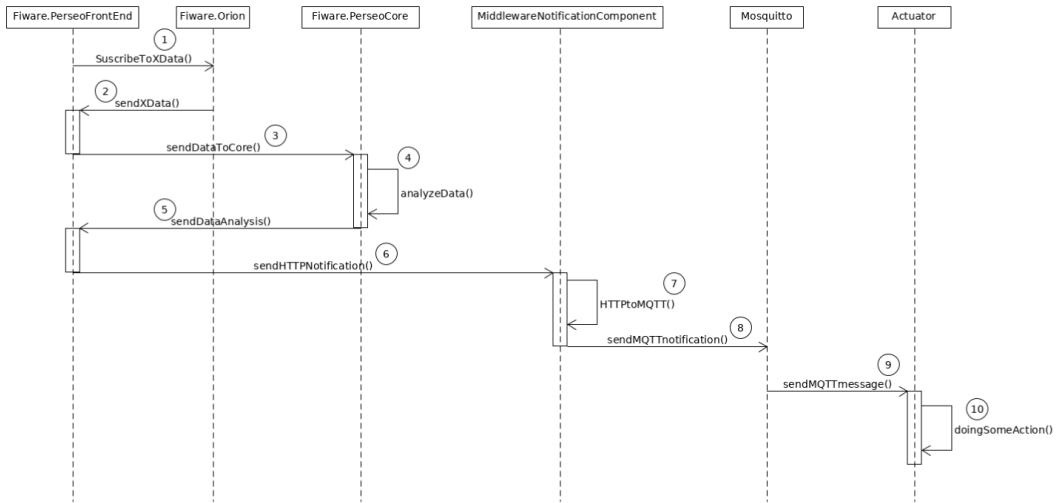 Fiware.PerseoFrontEnd
Fiware.Orion
Fiware.PerseoCore
MiddlewareNotificationComponent
Mosquitto
Actuator
1
SuscribeToXData()
2
sendXData()
3
sendDataToCore()
4
analyzeData()
5
sendDataAnalysis()
6
sendHTTPNotification()
7
HTTPtoMQTT()
8
sendMQTTnotification()
9
sendMQTTmessage()
10
doingSomeAction()